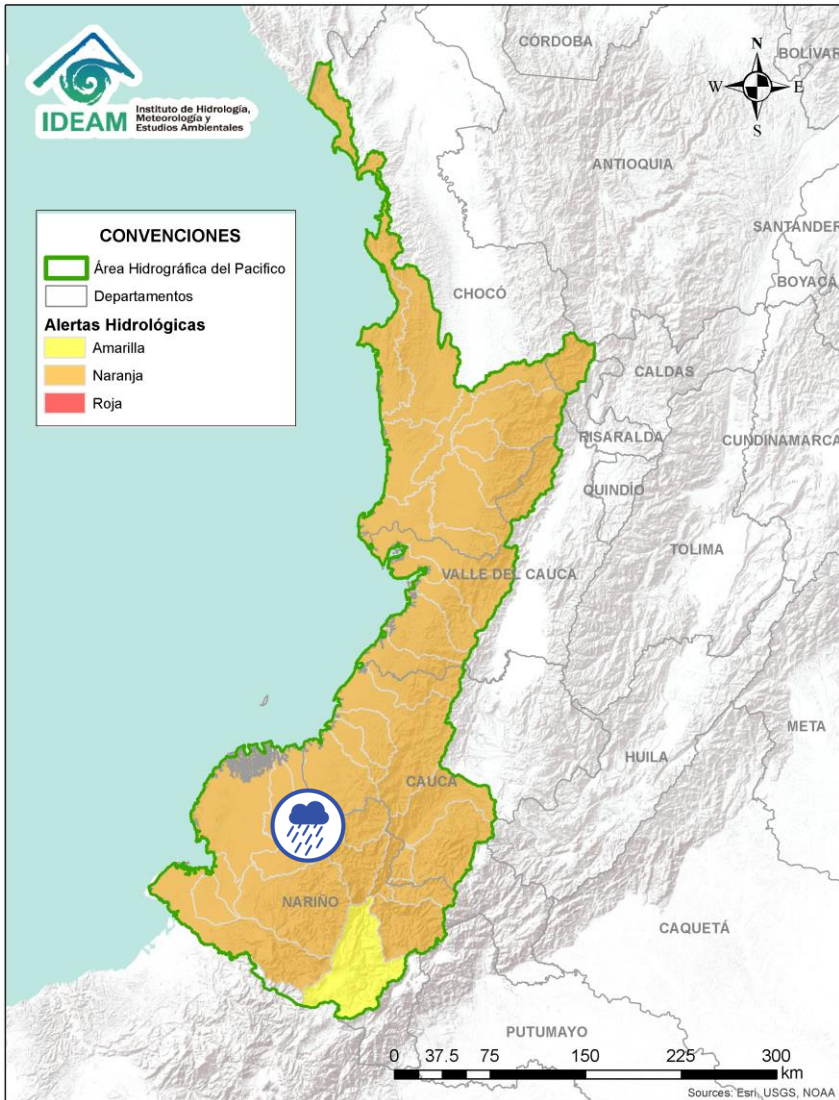 IDEAM
Instituto de Hidrología,
Meteorología y
Estudios Ambientales
CÓRDOBA
BOLÍVAR
N
W
E
S
ANTIOQUIA
SANTANDER
BOYACÁ
CONVENCIONES
Área Hidrográfica del Pacifico
Departamentos
Alertas Hidrológicas
Amarilla
Naranja
Roja
CHOCÓ
CALDAS
RISARALDA
CUNDINAMARCA
QUINDÍO
TOLIMA
VALLE DEL CAUCA
META
HUILA
CAUCA
NARIÑO
CAQUETÁ
PUTUMAYO
0 37.5 75 150 225 300
km
Sources: Esri, USGS, NOAA